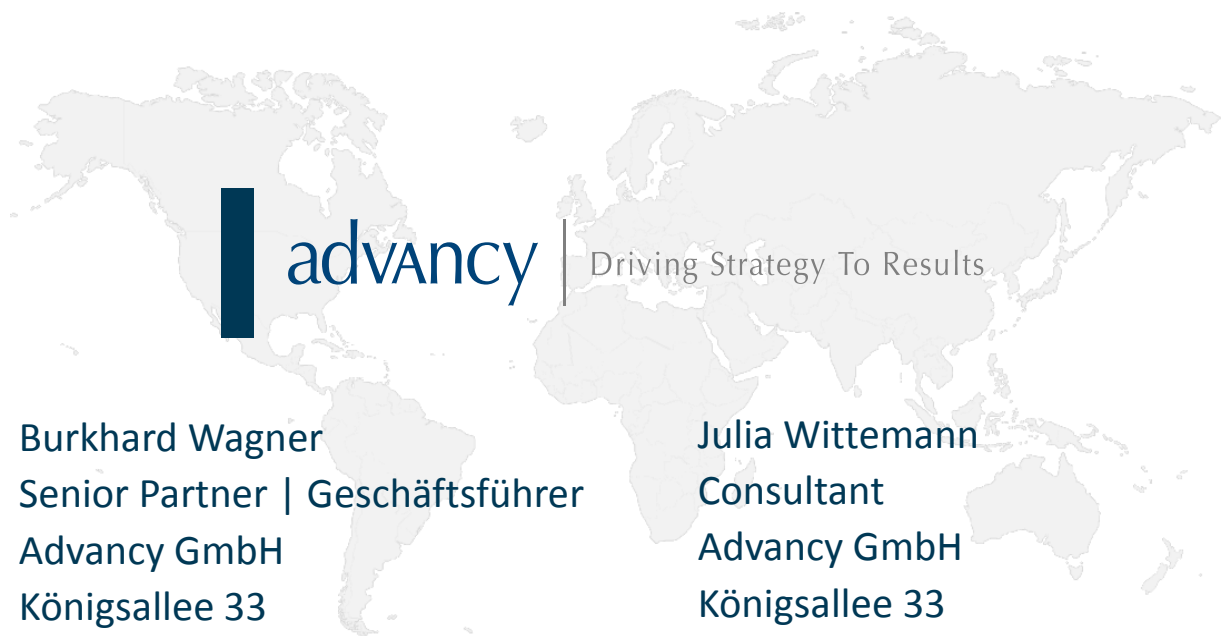 advancy | Driving Strategy To Results
Burkhard Wagner
Senior Partner | Geschäftsführer
Advancy GmbH
Königsallee 33
Julia Wittemann
Consultant
Advancy GmbH
Königsallee 33